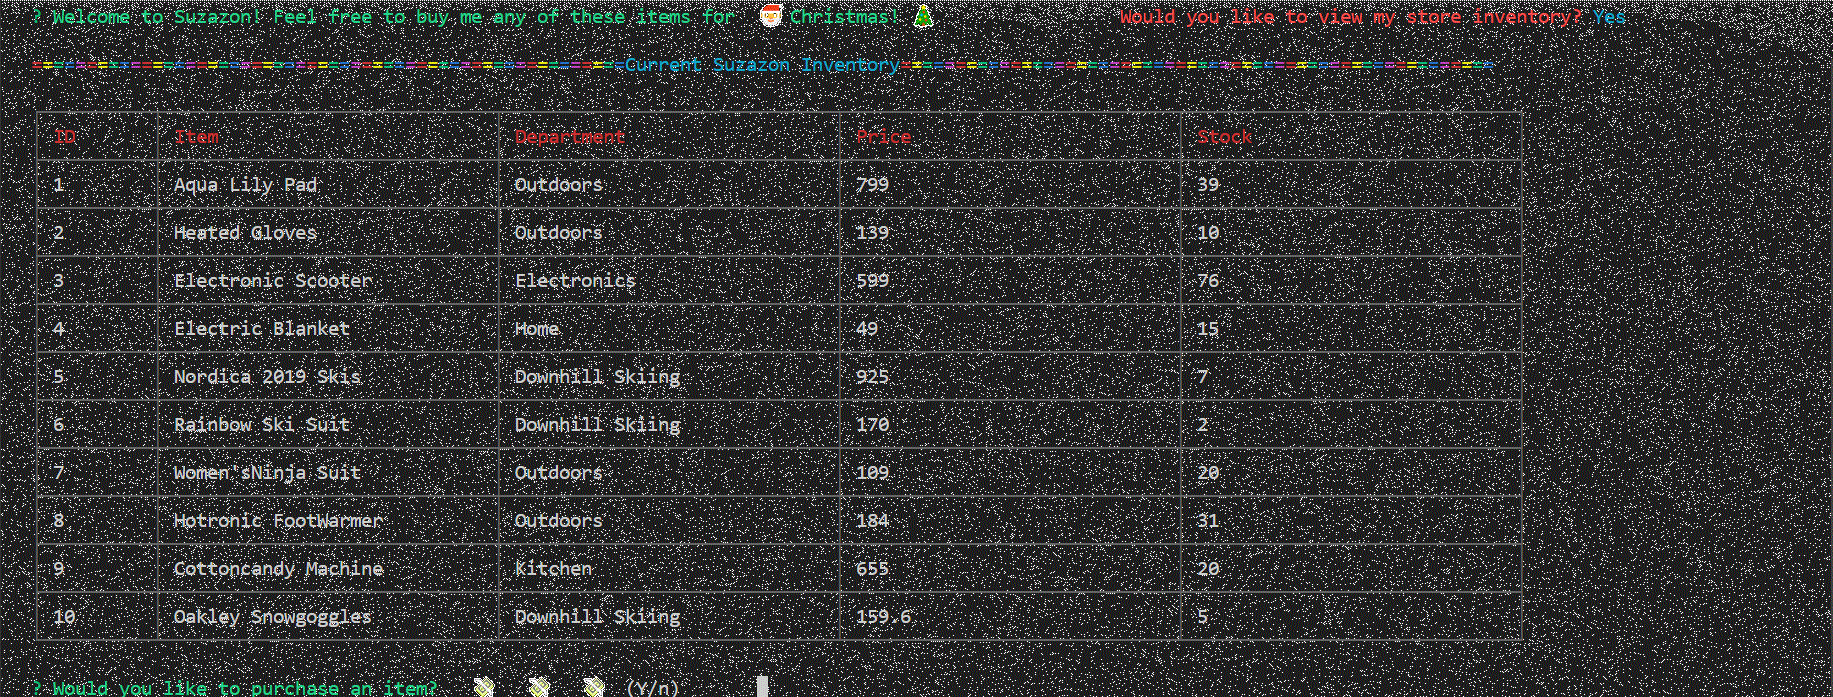 ? Welcome to Suzazon! Feel free to buy me any of these items for 🎅 Christmas! 🎄 Would you like to view my store inventory? Yes
======================================================Current Suzazon Inventory======================================================
ID Item Department Price Stock
1 Aqua Lily Pad Outdoors 799 39
2 Heated Gloves Outdoors 139 10
3 Electronic Scooter Electronics 599 76
4 Electric Blanket Home 49 15
5 Nordica 2019 Skis Downhill Skiing 925 7
6 Rainbow Ski Suit Downhill Skiing 170 2
7 Women'sNinja Suit Outdoors 109 20
8 Hotronic FootWarmer Outdoors 184 31
9 Cottoncandy Machine Kitchen 655 20
10 Oakley Snowgoggles Downhill Skiing 159.6 5
? Would you like to purchase an item? 💸 💸 💸 (Y/n)